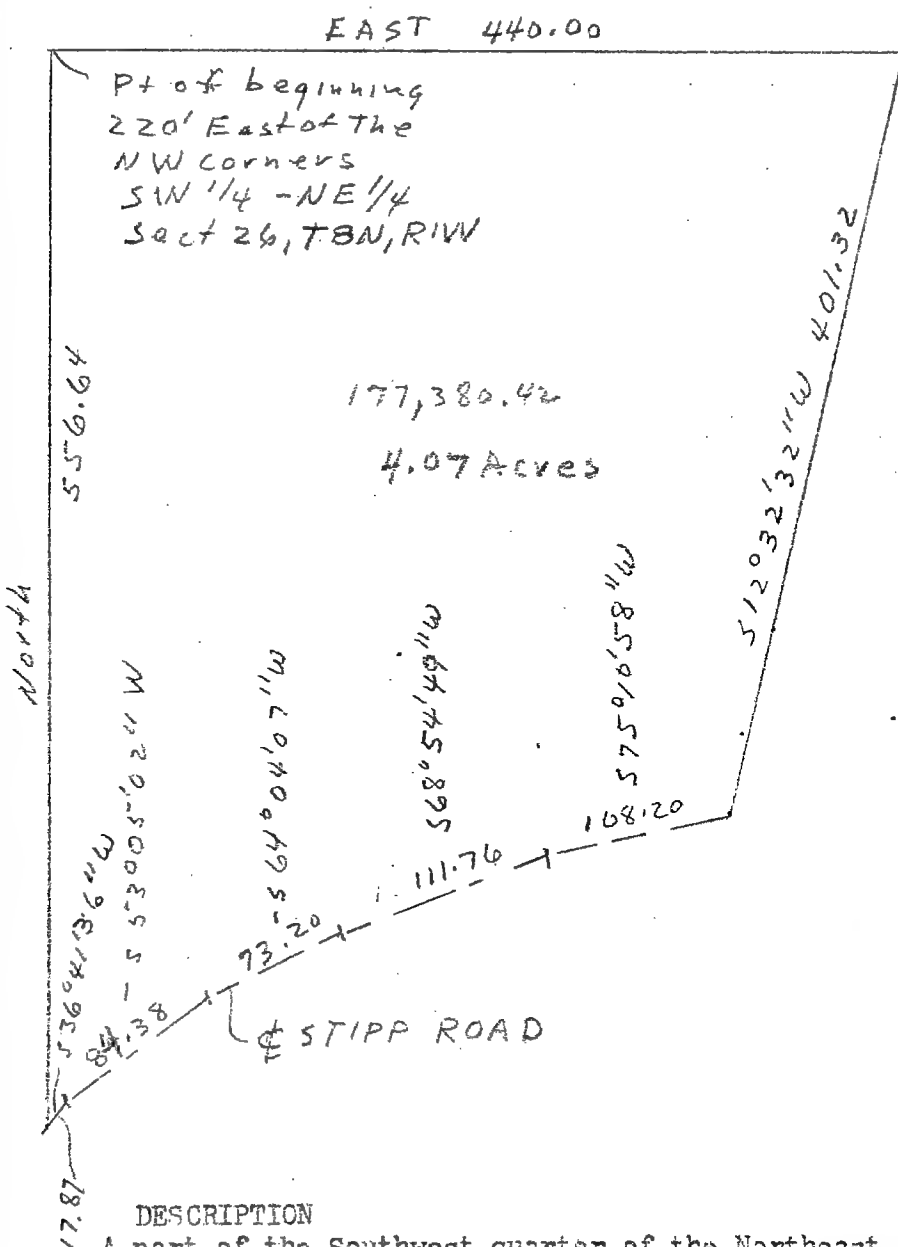 EAST 440.00
Pt off beginning
220' East of The
NW Corners
SW 1/4 - NE 1/4
Sect 26, T8N, R1W
556.64
North
177,380.42
4.07 Acres
S12°32'32"W 401.32
S75°10'58"W
108.20
S68°54'49"W
111.76
S64°04'07"W
73.20
S53°05'02"W
84.38
S36°41'36"W
17.87
℄ STIPP ROAD
DESCRIPTION
A part of the Southwest quarter of the Northeast